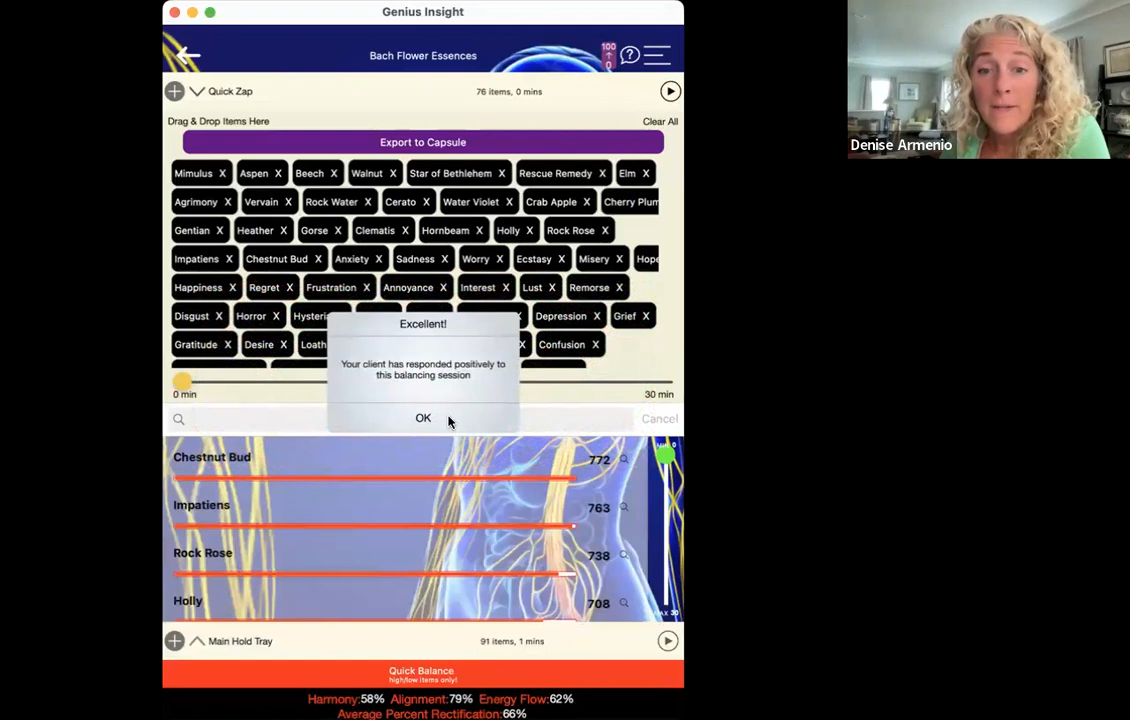 Genius Insight
Bach Flower Essences
100
0
Quick Zap
76 items, 0 mins
Drag & Drop Items Here
Clear All
Export to Capsule
Mimulus X Aspen X Beech X Walnut X Star of Bethlehem X Rescue Remedy X Elm X
Agrimony X Vervain X Rock Water X Cerato X Water Violet X Crab Apple X Cherry Plum
Gentian X Heather X Gorse X Clematis X Hornbeam X Holly X Rock Rose X
Impatiens X Chestnut Bud X Anxiety X Sadness X Worry X Ecstasy X Misery X Hope
Happiness X Regret X Frustration X Annoyance X Interest X Lust X Remorse X
Disgust X Horror X Hysteri X Depression X Grief X
Gratitude X Desire X Loath X Confusion X
Excellent!
Your client has responded positively to
this balancing session
OK
0 min
30 min
Cancel
Chestnut Bud
772
Impatiens
763
Rock Rose
738
Holly
708
Main Hold Tray
91 items, 1 mins
Quick Balance
high/low items only!
Harmony:58% Alignment:79% Energy Flow:62%
Average Percent Rectification:66%
Denise Armenio